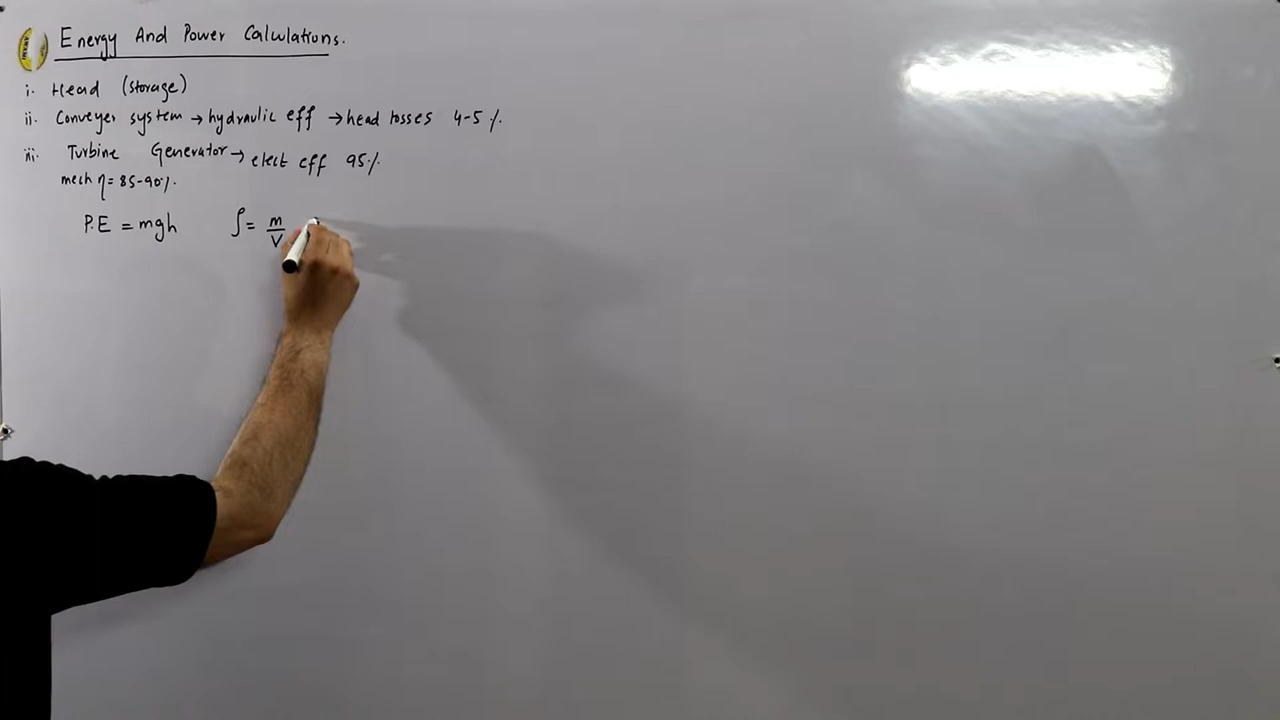 Energy And Power Calculations.
i. Head (storage)
ii. Conveyer system → hydraulic eff → head losses 4-5 %.
iii. Turbine Generator → elect eff 95%
mech η = 85-90%.
P.E = mgh ρ = m/V